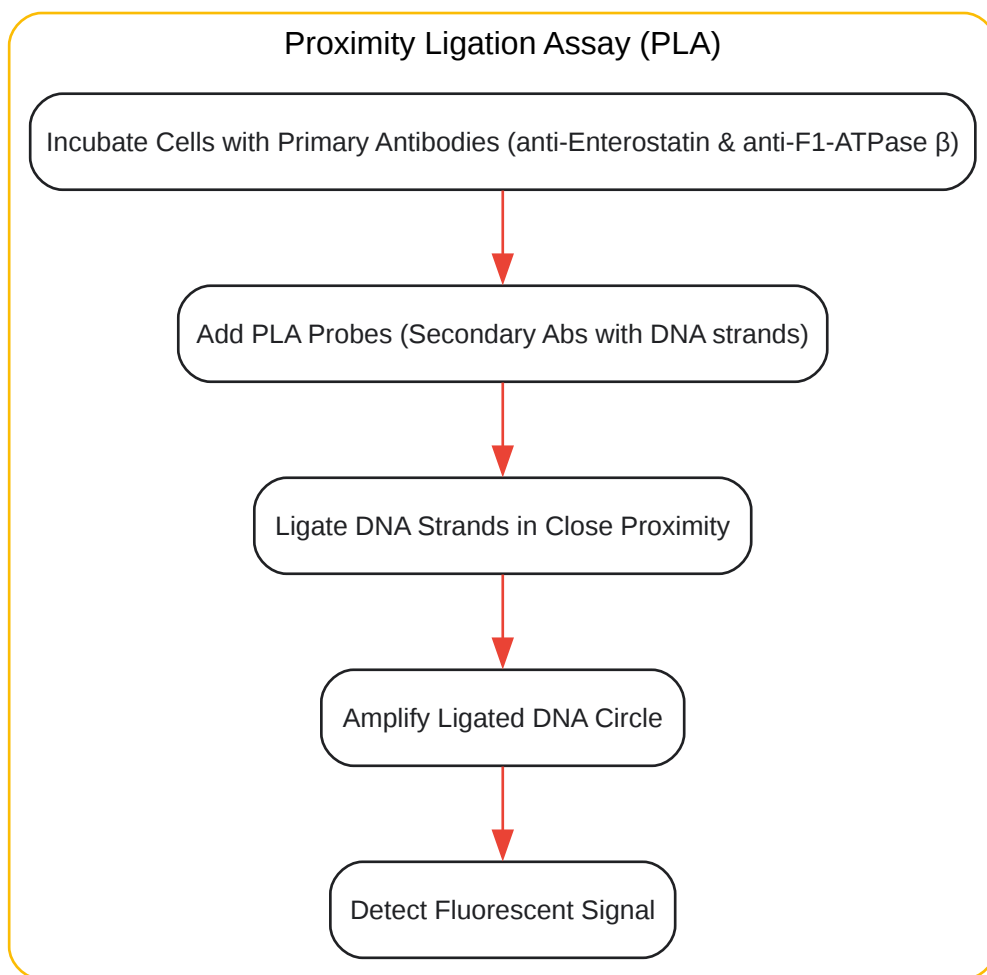 Proximity Ligation Assay (PLA)
Incubate Cells with Primary Antibodies (anti-Enterostatin & anti-F1-ATPase β)
Add PLA Probes (Secondary Abs with DNA strands)
Ligate DNA Strands in Close Proximity
Amplify Ligated DNA Circle
Detect Fluorescent Signal